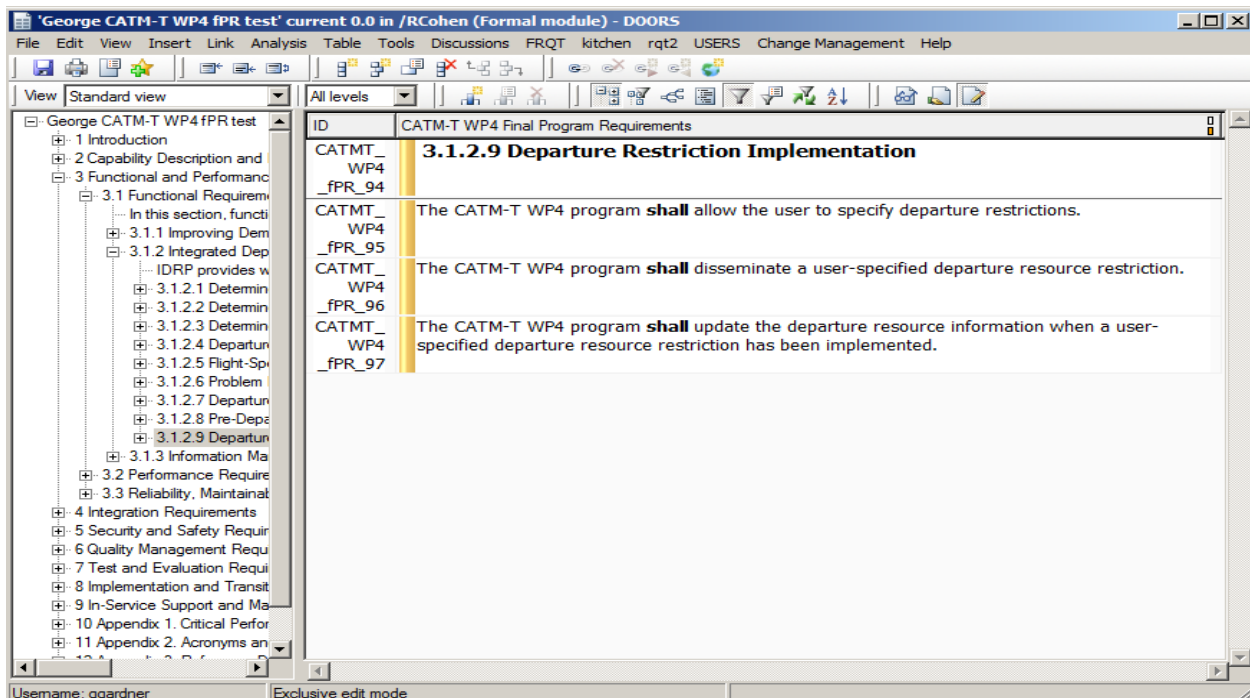 'George CATM-T WP4 fPR test' current 0.0 in /RCohen (Formal module) - DOORS
File Edit View Insert Link Analysis Table Tools Discussions FRQT kitchen rqt2 USERS Change Management Help
View Standard view All levels
George CATM-T WP4 fPR test
1 Introduction
2 Capability Description and
3 Functional and Performanc
3.1 Functional Requireme
In this section, functi
3.1.1 Improving Dem
3.1.2 Integrated Dep
IDRP provides w
3.1.2.1 Determin
3.1.2.2 Determin
3.1.2.3 Determin
3.1.2.4 Departure
3.1.2.5 Flight-Spe
3.1.2.6 Problem
3.1.2.7 Departure
3.1.2.8 Pre-Depa
3.1.2.9 Departure
3.1.3 Information Ma
3.2 Performance Require
3.3 Reliability, Maintainab
4 Integration Requirements
5 Security and Safety Requir
6 Quality Management Requ
7 Test and Evaluation Requi
8 Implementation and Transit
9 In-Service Support and Ma
10 Appendix 1. Critical Perfor
11 Appendix 2. Acronyms an
ID CATM-T WP4 Final Program Requirements
CATMT_
WP4
_fPR_94
3.1.2.9 Departure Restriction Implementation
CATMT_
WP4
_fPR_95
The CATM-T WP4 program shall allow the user to specify departure restrictions.
CATMT_
WP4
_fPR_96
The CATM-T WP4 program shall disseminate a user-specified departure resource restriction.
CATMT_
WP4
_fPR_97
The CATM-T WP4 program shall update the departure resource information when a user-
specified departure resource restriction has been implemented.
Username: ggardner Exclusive edit mode